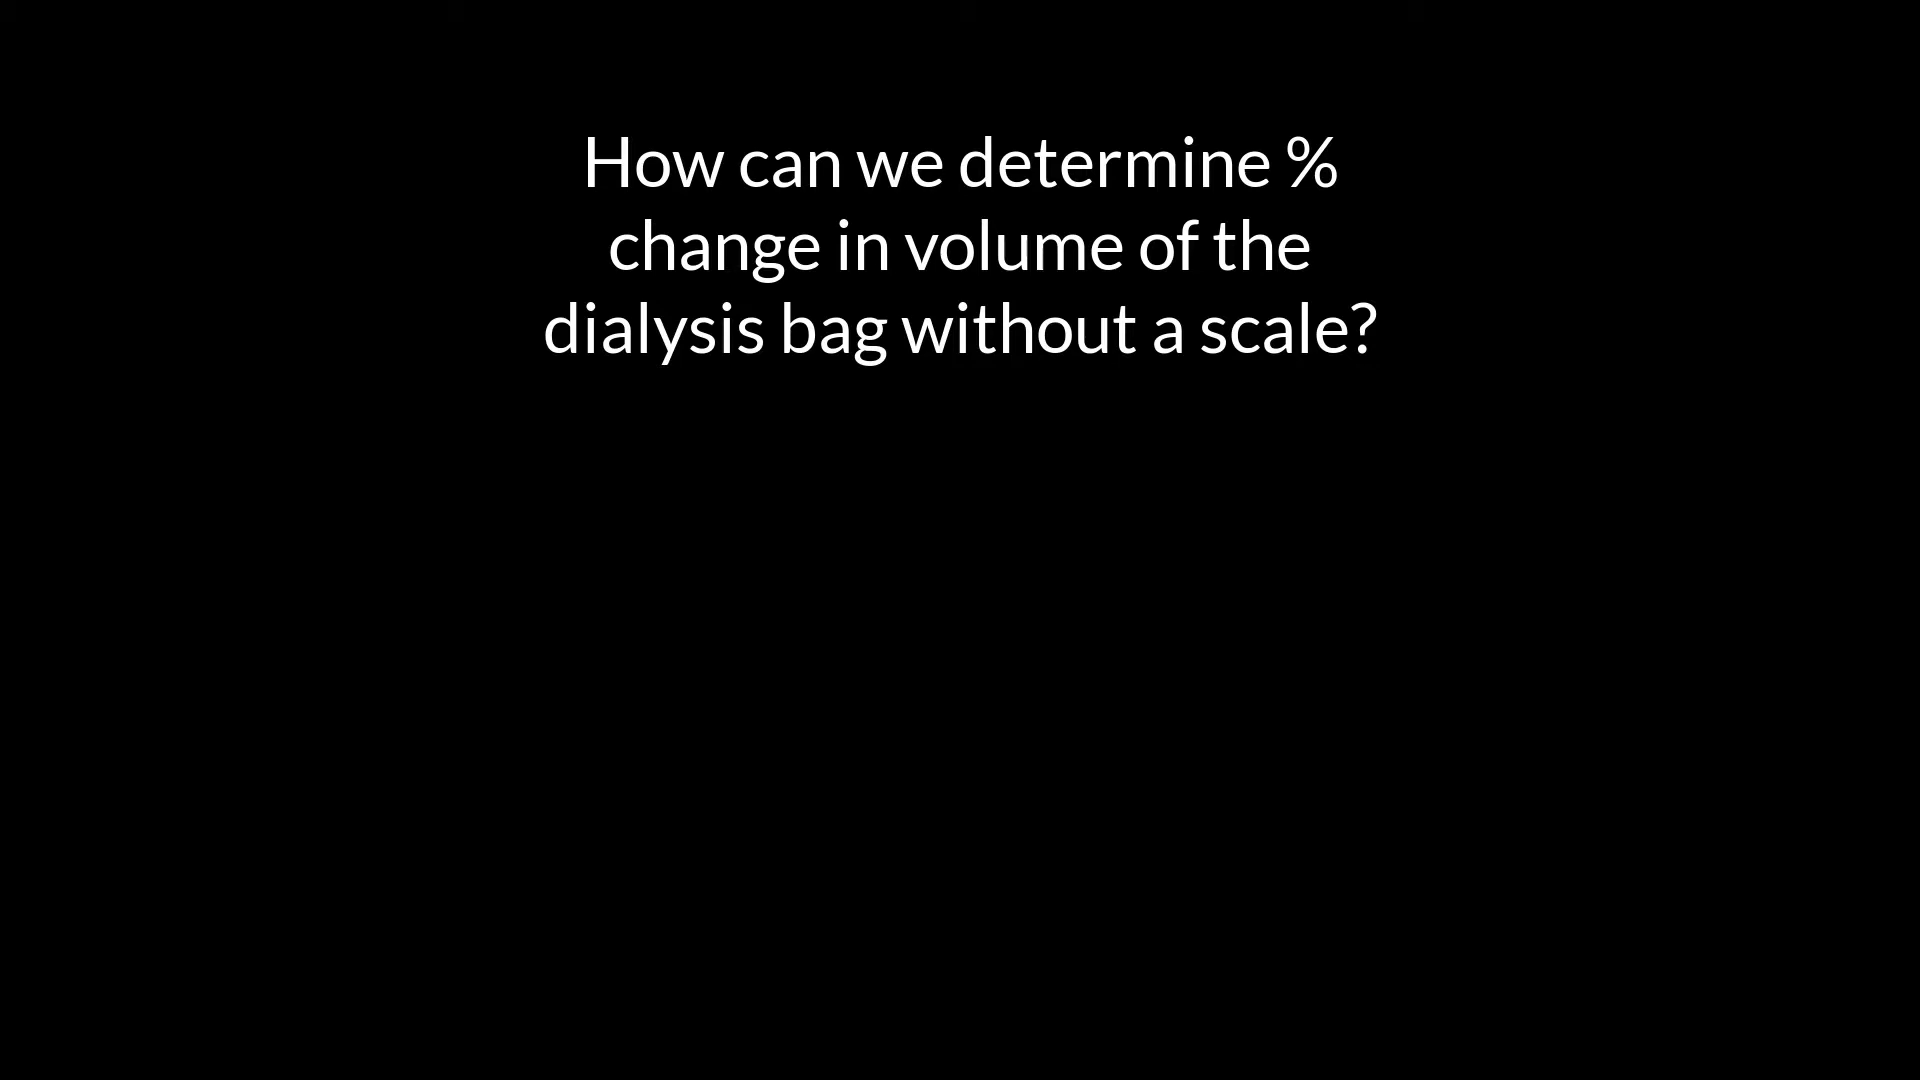 How can we determine %
change in volume of the
dialysis bag without a scale?